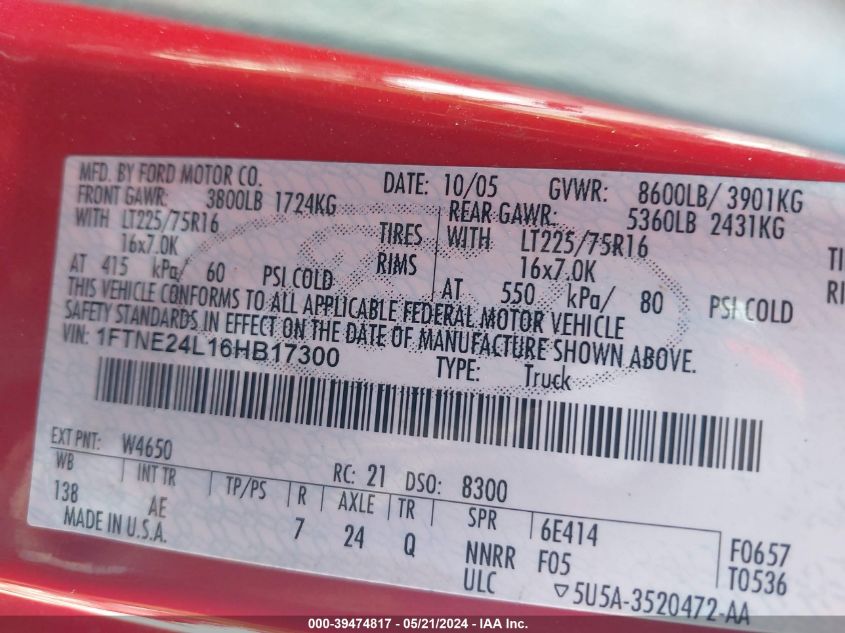 MFD. BY FORD MOTOR CO. DATE: 10/05 GVWR: 8600LB/ 3901KG
FRONT GAWR: 3800LB 1724KG REAR GAWR: 5360LB 2431KG
WITH LT225/75R16 TIRES WITH LT225/75R16 TI
16x7.0K RIMS 16x7.0K RI
AT 415 kPa/ 60 PSI COLD AT 550 kPa/ 80 PSI COLD
THIS VEHICLE CONFORMS TO ALL APPLICABLE FEDERAL MOTOR VEHICLE
SAFETY STANDARDS IN EFFECT ON THE DATE OF MANUFACTURE SHOWN ABOVE.
VIN: 1FTNE24L16HB17300 TYPE: Truck
EXT PNT: W4650 RC: 21 DSO: 8300
WB INT TR TP/PS R AXLE TR SPR 6E414 F0657
138 AE 7 24 Q NNRR F05 T0536
MADE IN U.S.A. ULC ▽5U5A-3520472-AA
000-39474817 - 05/21/2024 - IAA Inc.